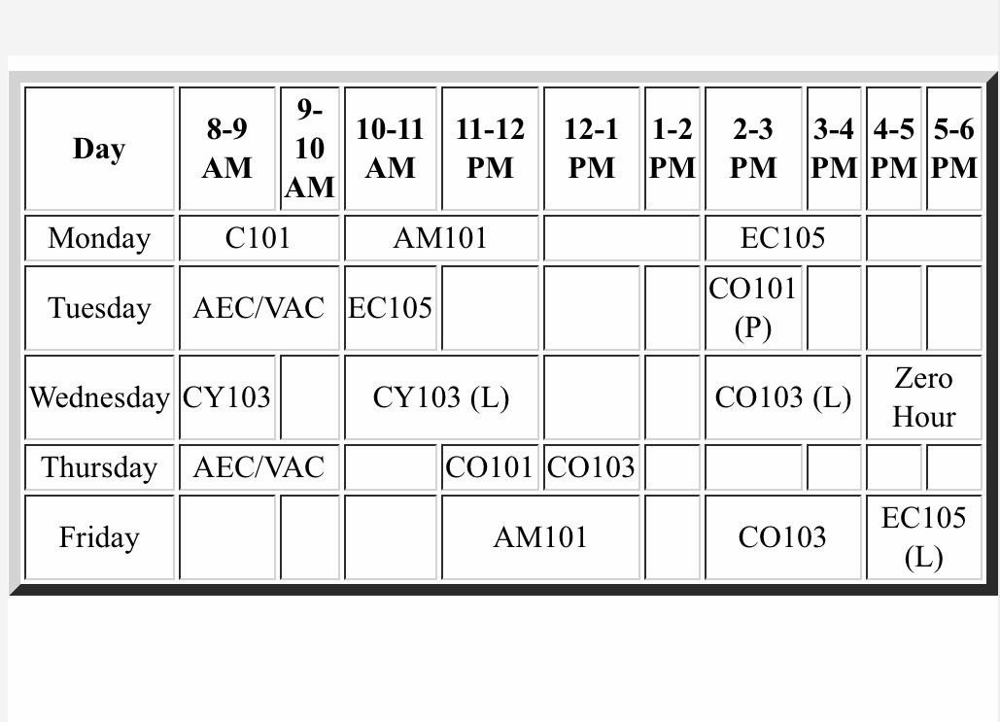 Day 8-9 AM 9-10 AM 10-11 AM 11-12 PM 12-1 PM 1-2 PM 2-3 PM 3-4 PM 4-5 PM 5-6 PM
Monday C101 AM101 EC105
Tuesday AEC/VAC EC105 CO101 (P)
Wednesday CY103 CY103 (L) CO103 (L) Zero Hour
Thursday AEC/VAC CO101 CO103
Friday AM101 CO103 EC105 (L)